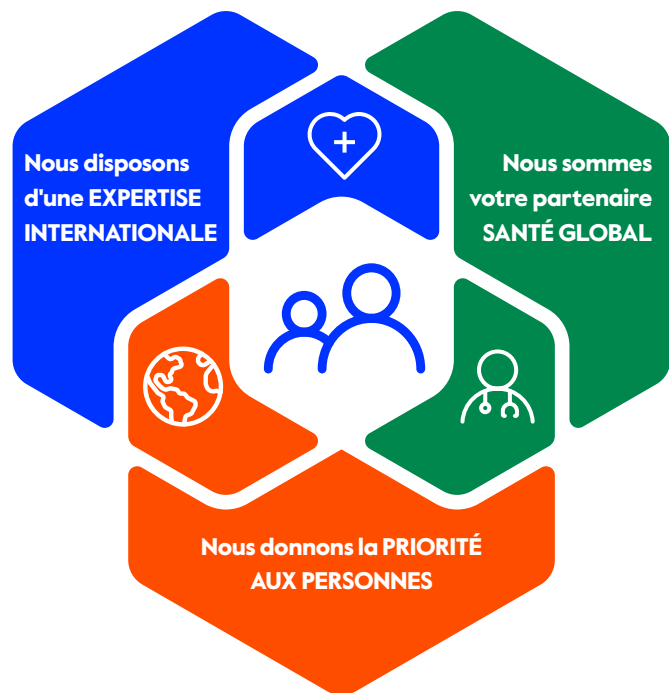 Nous disposons
d'une EXPERTISE
INTERNATIONALE
Nous sommes
votre partenaire
SANTÉ GLOBAL
Nous donnons la PRIORITÉ
AUX PERSONNES